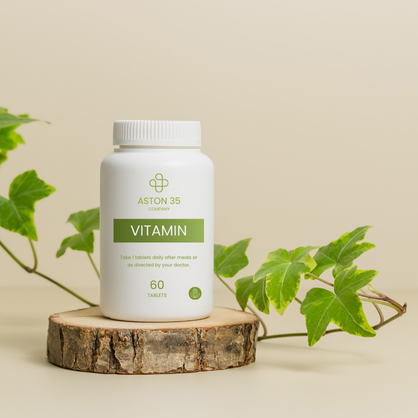 ASTON 35
COMPANY
VITAMIN
Take 1 tablets daily after meals or
as directed by your doctor.
60
TABLETS